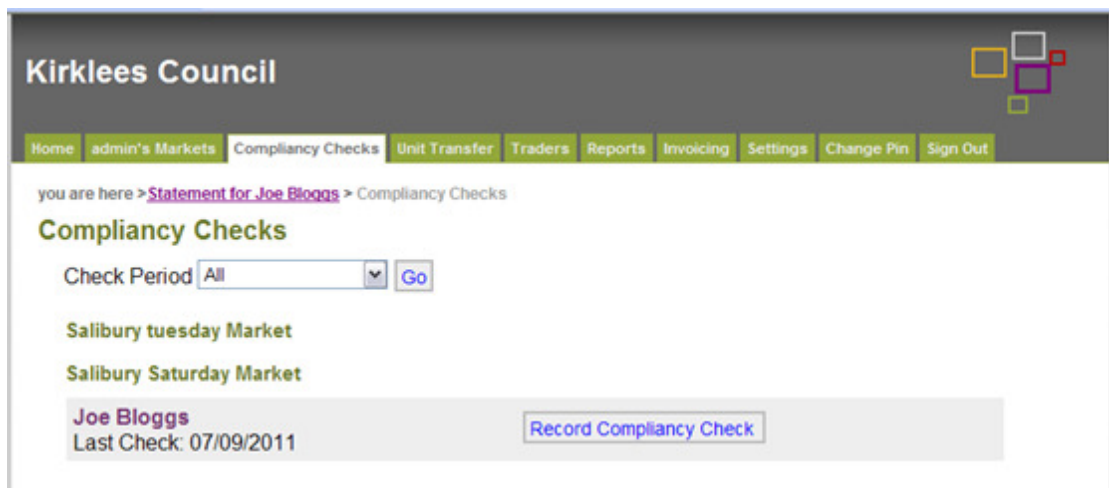 Kirklees Council
Home admin's Markets Compliancy Checks Unit Transfer Traders Reports Invoicing Settings Change Pin Sign Out
you are here > Statement for Joe Bloggs > Compliancy Checks
Compliancy Checks
Check Period All Go
Salibury tuesday Market
Salibury Saturday Market
Joe Bloggs
Last Check: 07/09/2011
Record Compliancy Check